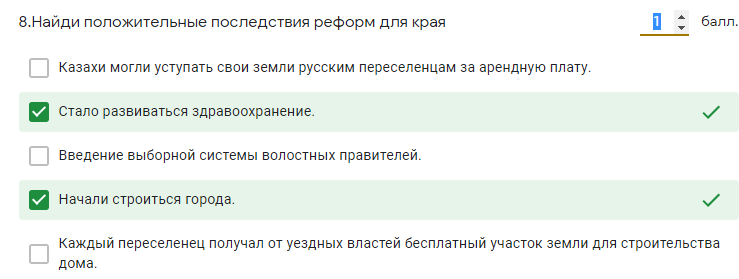 8.Найди положительные последствия реформ для края
1 балл.
Казахи могли уступать свои земли русским переселенцам за арендную плату.
Стало развиваться здравоохранение.
Введение выборной системы волостных правителей.
Начали строиться города.
Каждый переселенец получал от уездных властей бесплатный участок земли для строительства
дома.